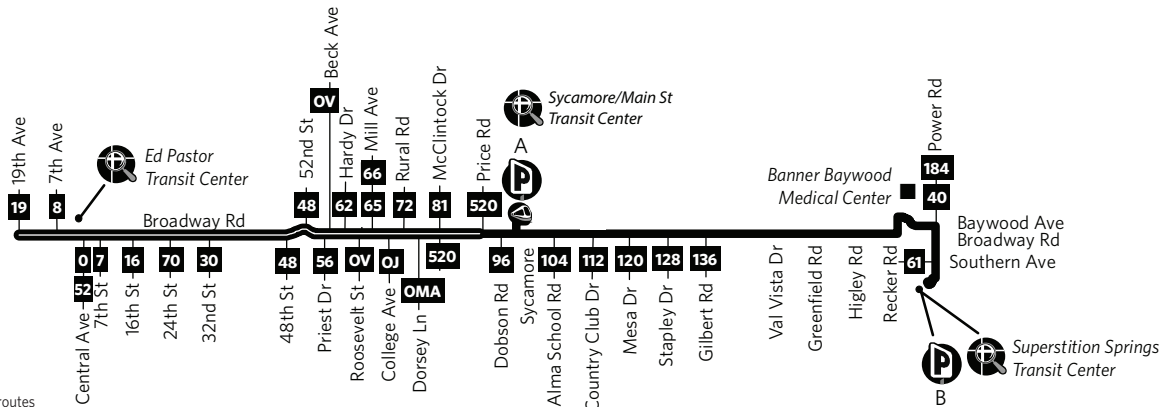 19th Ave
7th Ave
19
8
Ed Pastor
Transit Center
Broadway Rd
0
52
7
16
70
30
Central Ave
7th St
16th St
24th St
32nd St
52nd St
48
OV
Beck Ave
Hardy Dr
62
Mill Ave
66
65
Rural Rd
72
McClintock Dr
81
Price Rd
520
48
48th St
56
Priest Dr
OV
Roosevelt St
OJ
College Ave
OMA
Dorsey Ln
520
Sycamore/Main St
Transit Center
A
P
96
Dobson Rd
Sycamore
104
Alma School Rd
112
Country Club Dr
120
Mesa Dr
128
Stapley Dr
136
Gilbert Rd
Val Vista Dr
Greenfield Rd
Higley Rd
Recker Rd
Banner Baywood
Medical Center
Power Rd
184
40
Baywood Ave
Broadway Rd
Southern Ave
61
Superstition Springs
Transit Center
P
B
routes